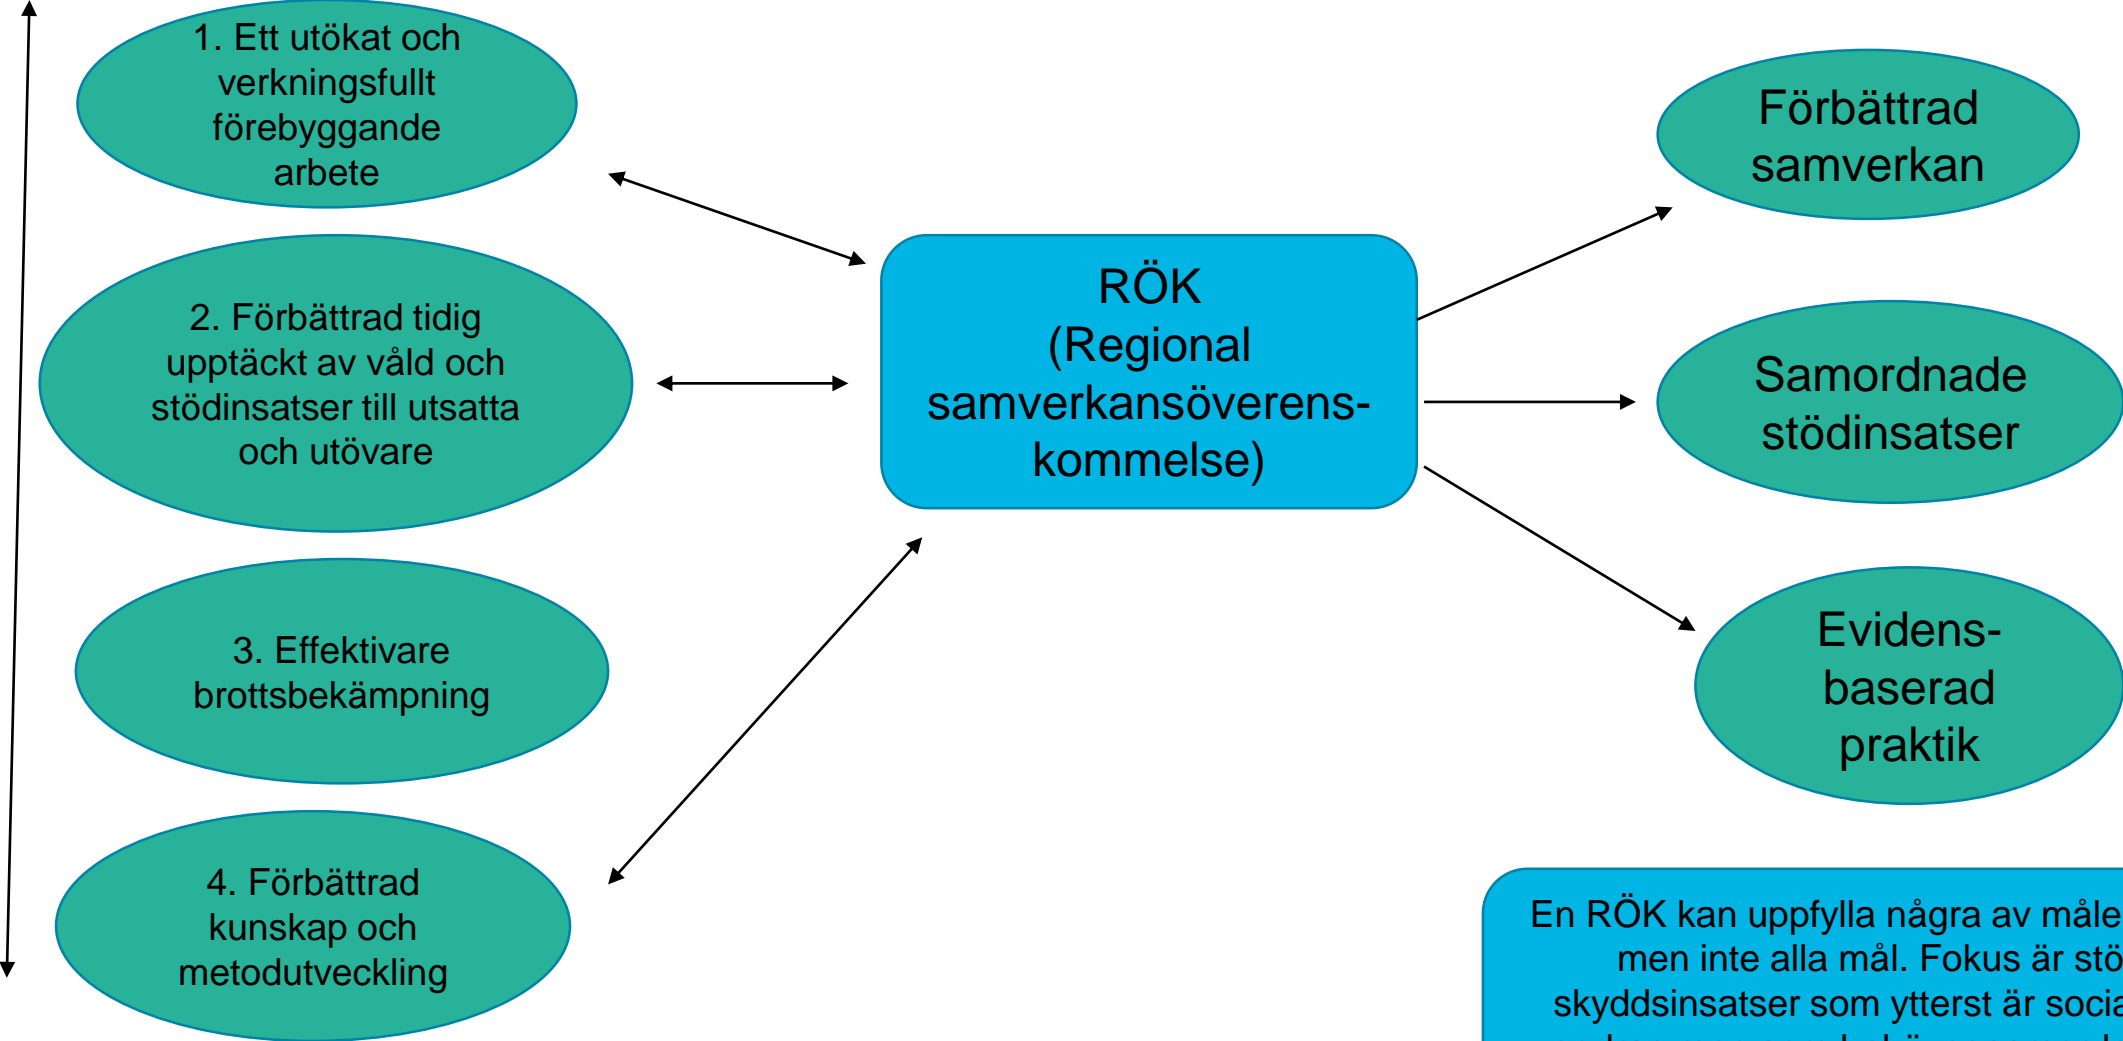 1. Ett utökat och
verkningsfullt
förebyggande
arbete
2. Förbättrad tidig
upptäckt av våld och
stödinsatser till utsatta
och utövare
3. Effektivare
brottsbekämpning
4. Förbättrad
kunskap och
metodutveckling
RÖK
(Regional
samverkansöverens-
kommelse)
Förbättrad
samverkan
Samordnade
stödinsatser
Evidens-
baserad
praktik
En RÖK kan uppfylla några av måle
men inte alla mål. Fokus är stö
skyddsinsatser som ytterst är socia